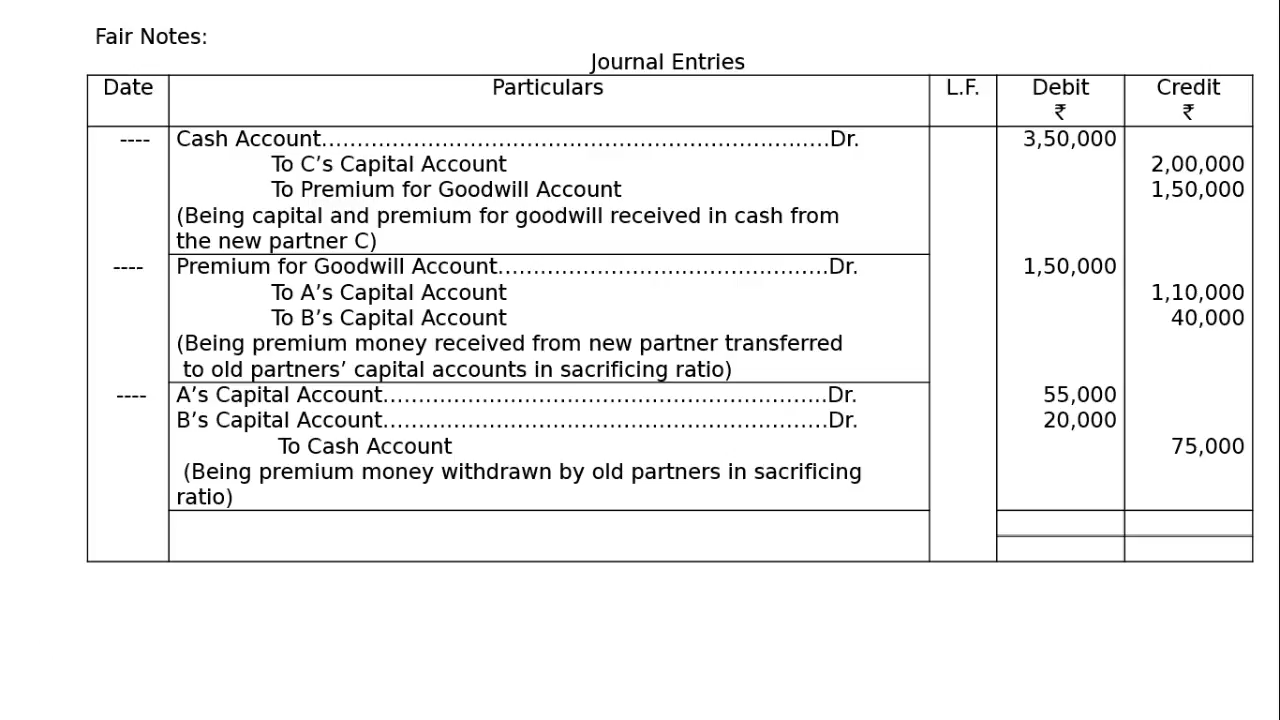 Fair Notes:
Journal Entries
Date Particulars L.F. Debit Credit
₹ ₹
---- Cash Account……………………………………………………………….Dr. 3,50,000
To C’s Capital Account 2,00,000
To Premium for Goodwill Account 1,50,000
(Being capital and premium for goodwill received in cash from
the new partner C)
---- Premium for Goodwill Account……………………………………….Dr. 1,50,000
To A’s Capital Account 1,10,000
To B’s Capital Account 40,000
(Being premium money received from new partner transferred
to old partners’ capital accounts in sacrificing ratio)
---- A’s Capital Account……………………………………………………….Dr. 55,000
B’s Capital Account……………………………………………………….Dr. 20,000
To Cash Account 75,000
(Being premium money withdrawn by old partners in sacrificing
ratio)